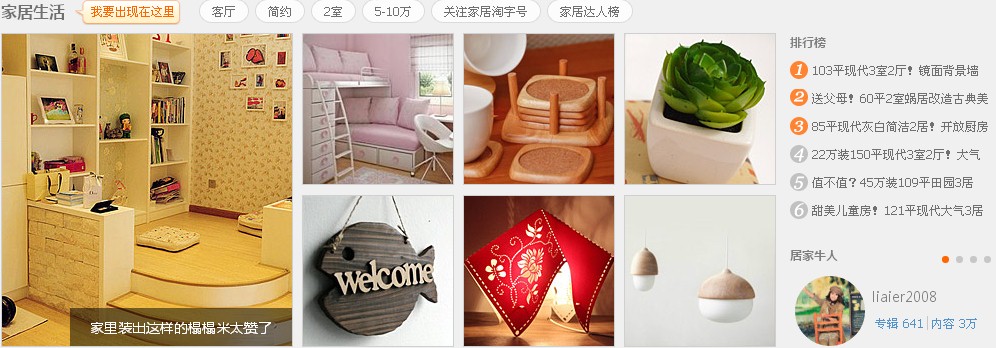 家居生活
我要出现在这里
客厅
简约
2室
5-10万
关注家居淘字号
家居达人榜
家里装出这样的榻榻米太赞了
welcome
排行榜
1 103平现代3室2厅！镜面背景墙
2 送父母！60平2室蜗居改造古典美
3 85平现代灰白简洁2居！开放厨房
4 22万装150平现代3室2厅！大气
5 值不值？45万装109平田园3居
6 甜美儿童房！121平现代大气3居
家居牛人
liaier2008
专辑 641 | 内容 3万